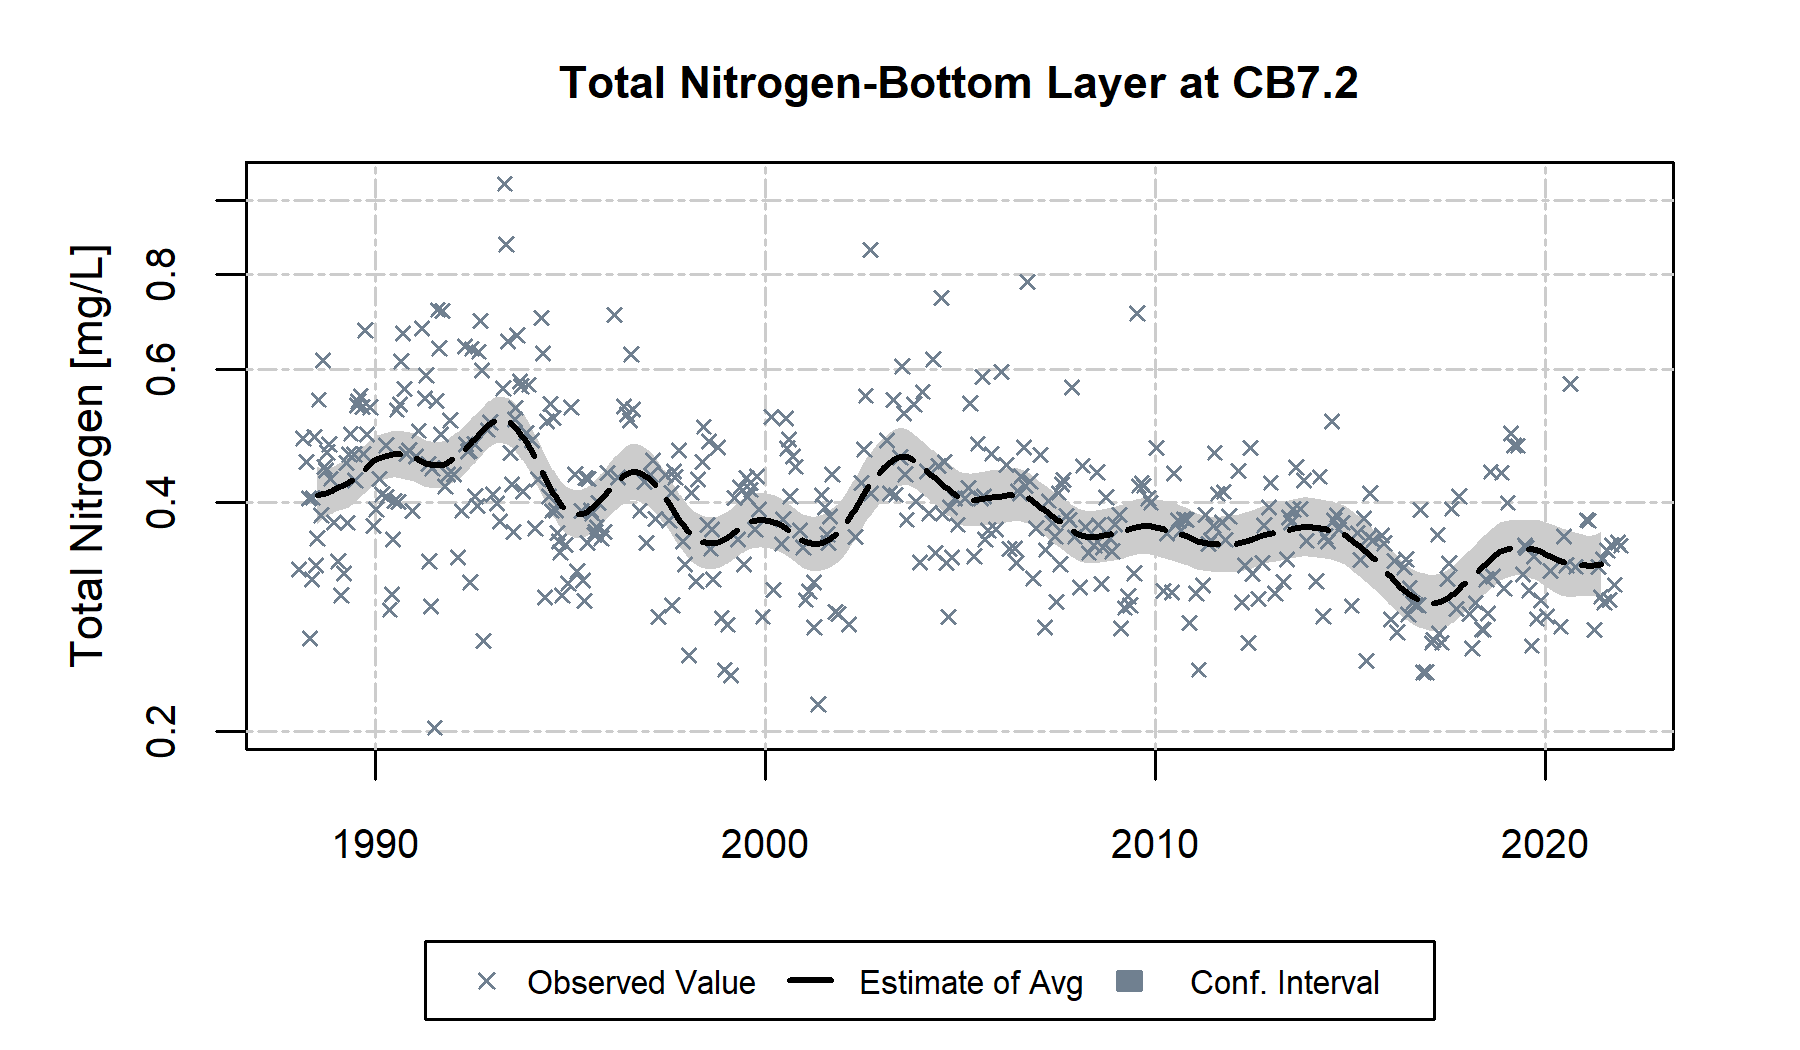 Total Nitrogen-Bottom Layer at CB7.2
Total Nitrogen [mg/L]
0.8
0.6
0.4
0.2
1990 2000 2010 2020
Observed Value Estimate of Avg Conf. Interval